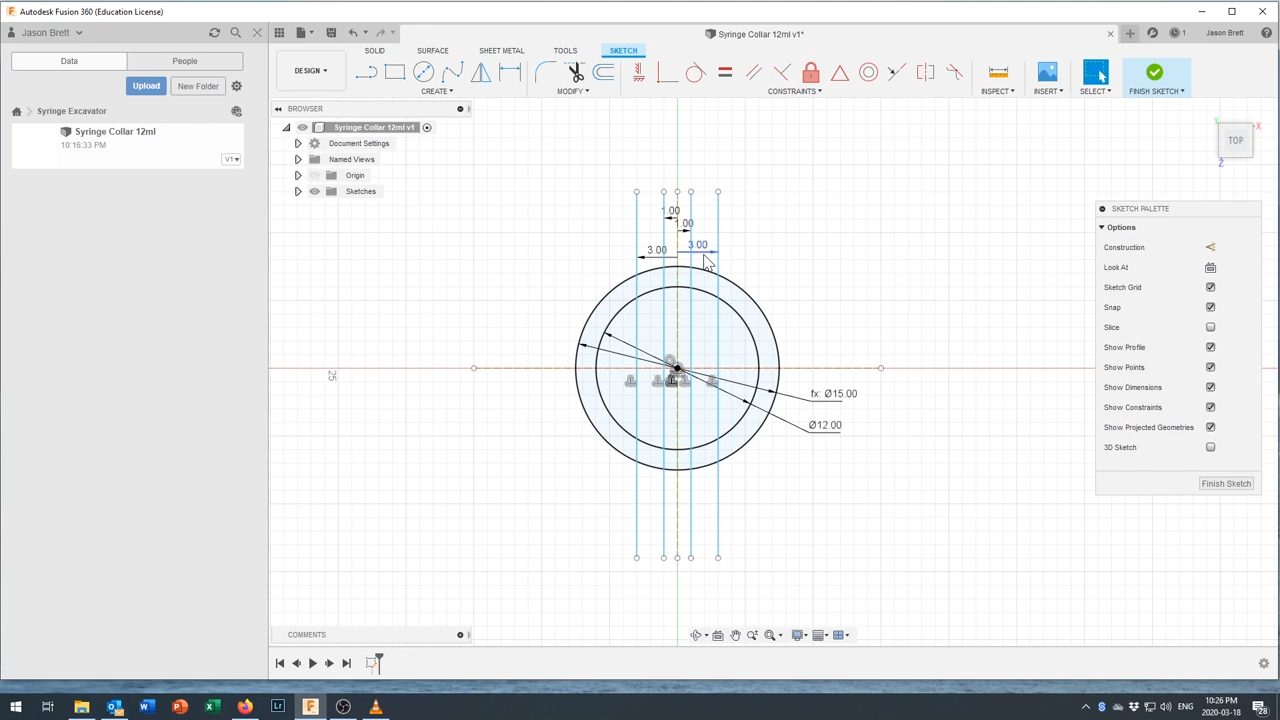 Autodesk Fusion 360 (Education License)
Jason Brett
Syringe Collar 12ml v1*
1
Jason Brett
Data
People
SOLID
SURFACE
SHEET METAL
TOOLS
SKETCH
DESIGN
Upload
New Folder
CREATE
MODIFY
CONSTRAINTS
INSPECT
INSERT
SELECT
FINISH SKETCH
Syringe Excavator
BROWSER
Syringe Collar 12ml
10:16:33 PM
V1
Syringe Collar 12ml v1
Document Settings
Named Views
Origin
Sketches
TOP
X
Z
SKETCH PALETTE
Options
Construction
Look At
Sketch Grid
Snap
Slice
Show Profile
Show Points
Show Dimensions
Show Constraints
Show Projected Geometries
3D Sketch
Finish Sketch
1.00
1.00
3.00
3.00
25
fx: Ø15.00
Ø12.00
COMMENTS
ENG
10:26 PM
2020-03-18
28